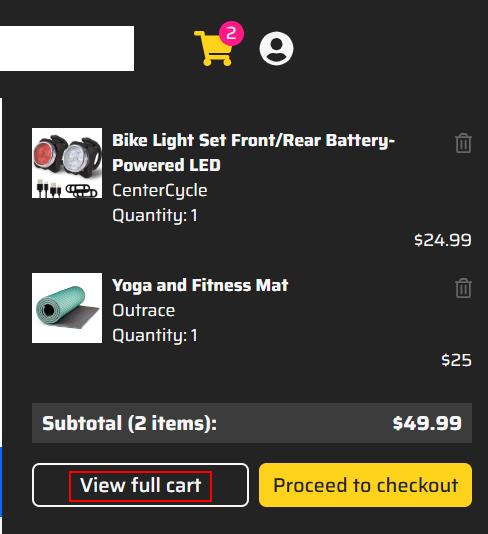 2
Bike Light Set Front/Rear Battery-
Powered LED
CenterCycle
Quantity: 1
$24.99
Yoga and Fitness Mat
Outrace
Quantity: 1
$25
Subtotal (2 items): $49.99
View full cart
Proceed to checkout